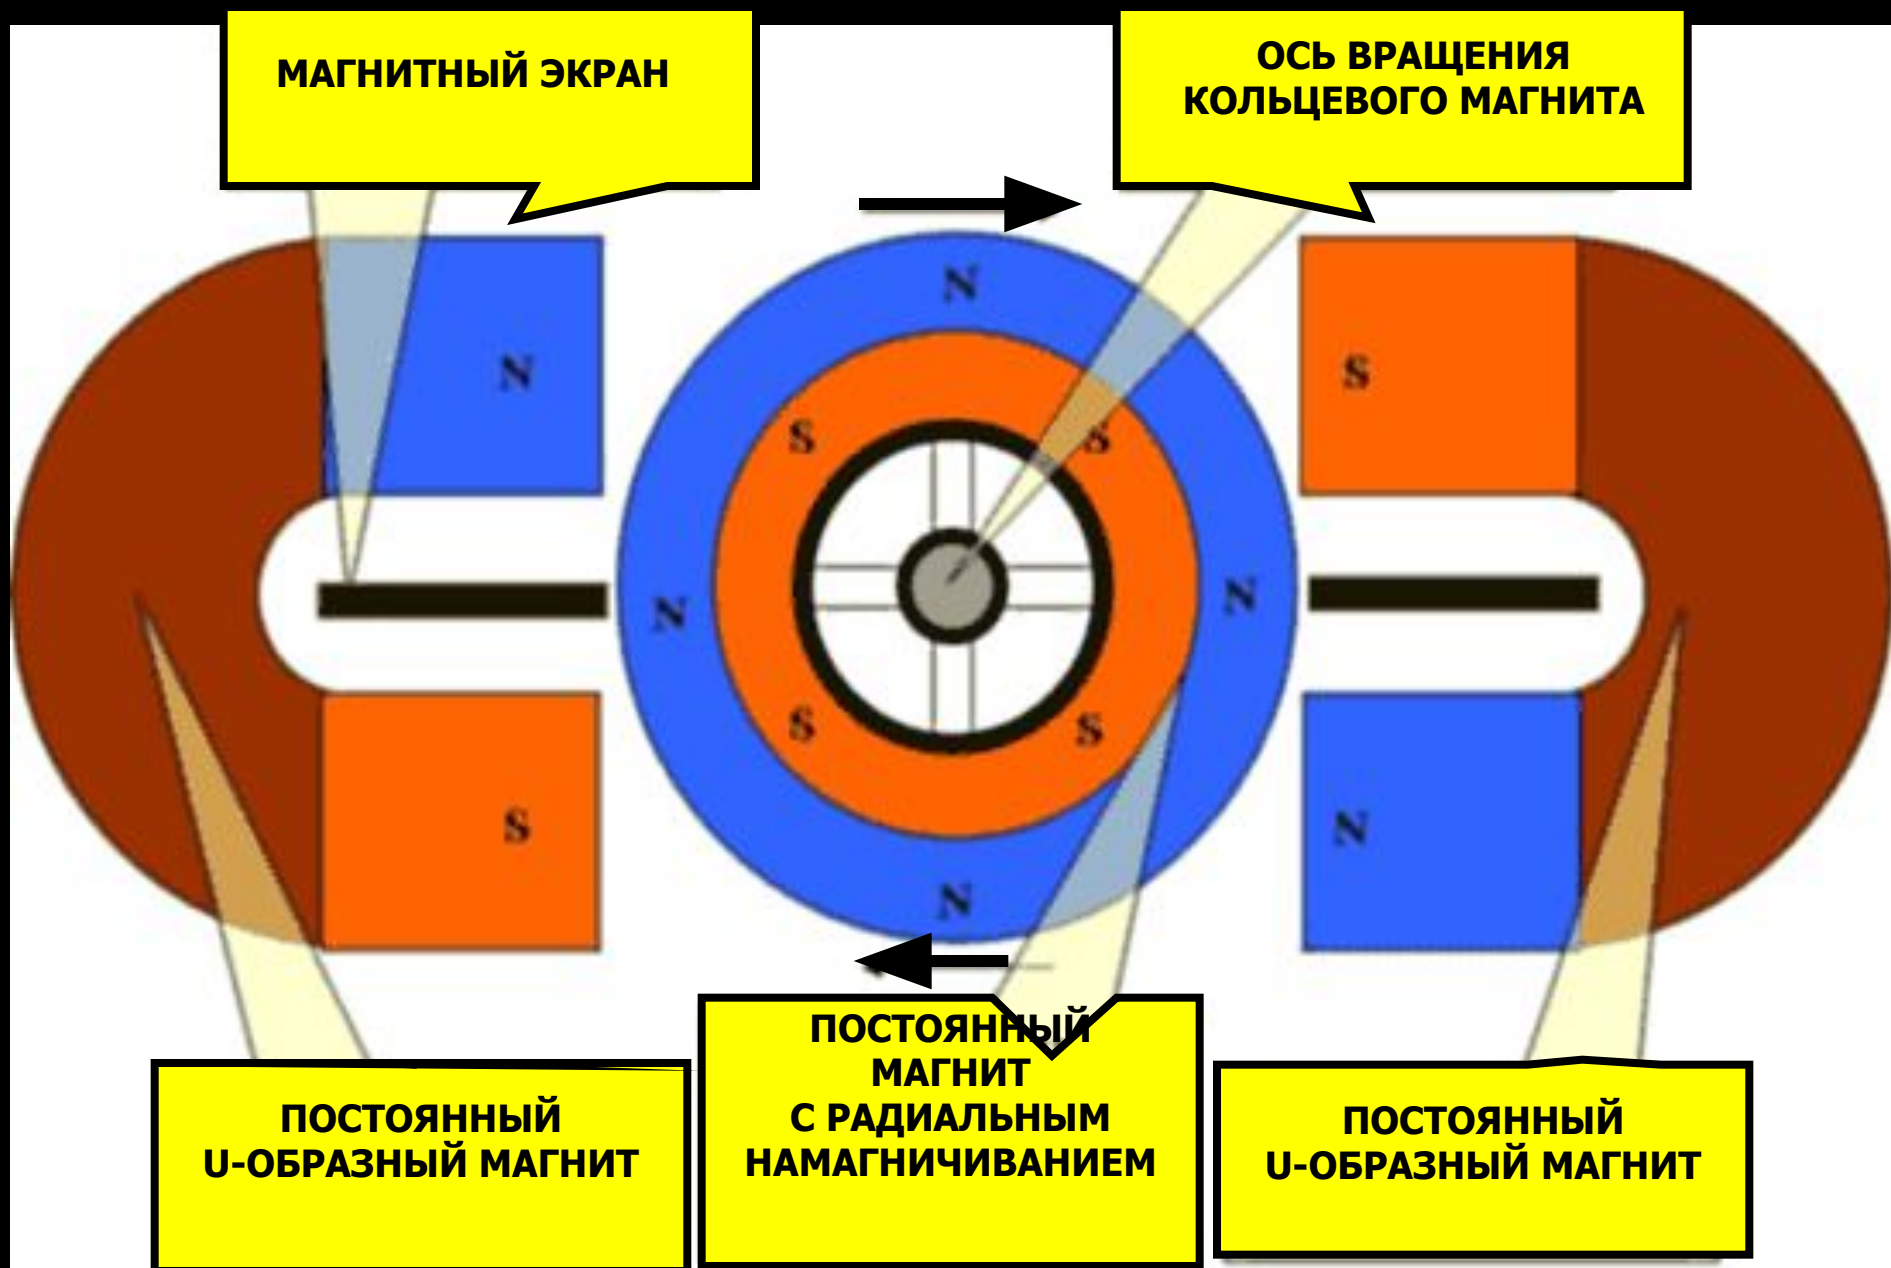 МАГНИТНЫЙ ЭКРАН
ОСЬ ВРАЩЕНИЯ
КОЛЬЦЕВОГО МАГНИТА
N
N
S
S
S
N
N
S
S
S
N
N
ПОСТОЯННЫЙ
U-ОБРАЗНЫЙ МАГНИТ
ПОСТОЯННЫЙ
МАГНИТ
С РАДИАЛЬНЫМ
НАМАГНИЧИВАНИЕМ
ПОСТОЯННЫЙ
U-ОБРАЗНЫЙ МАГНИТ